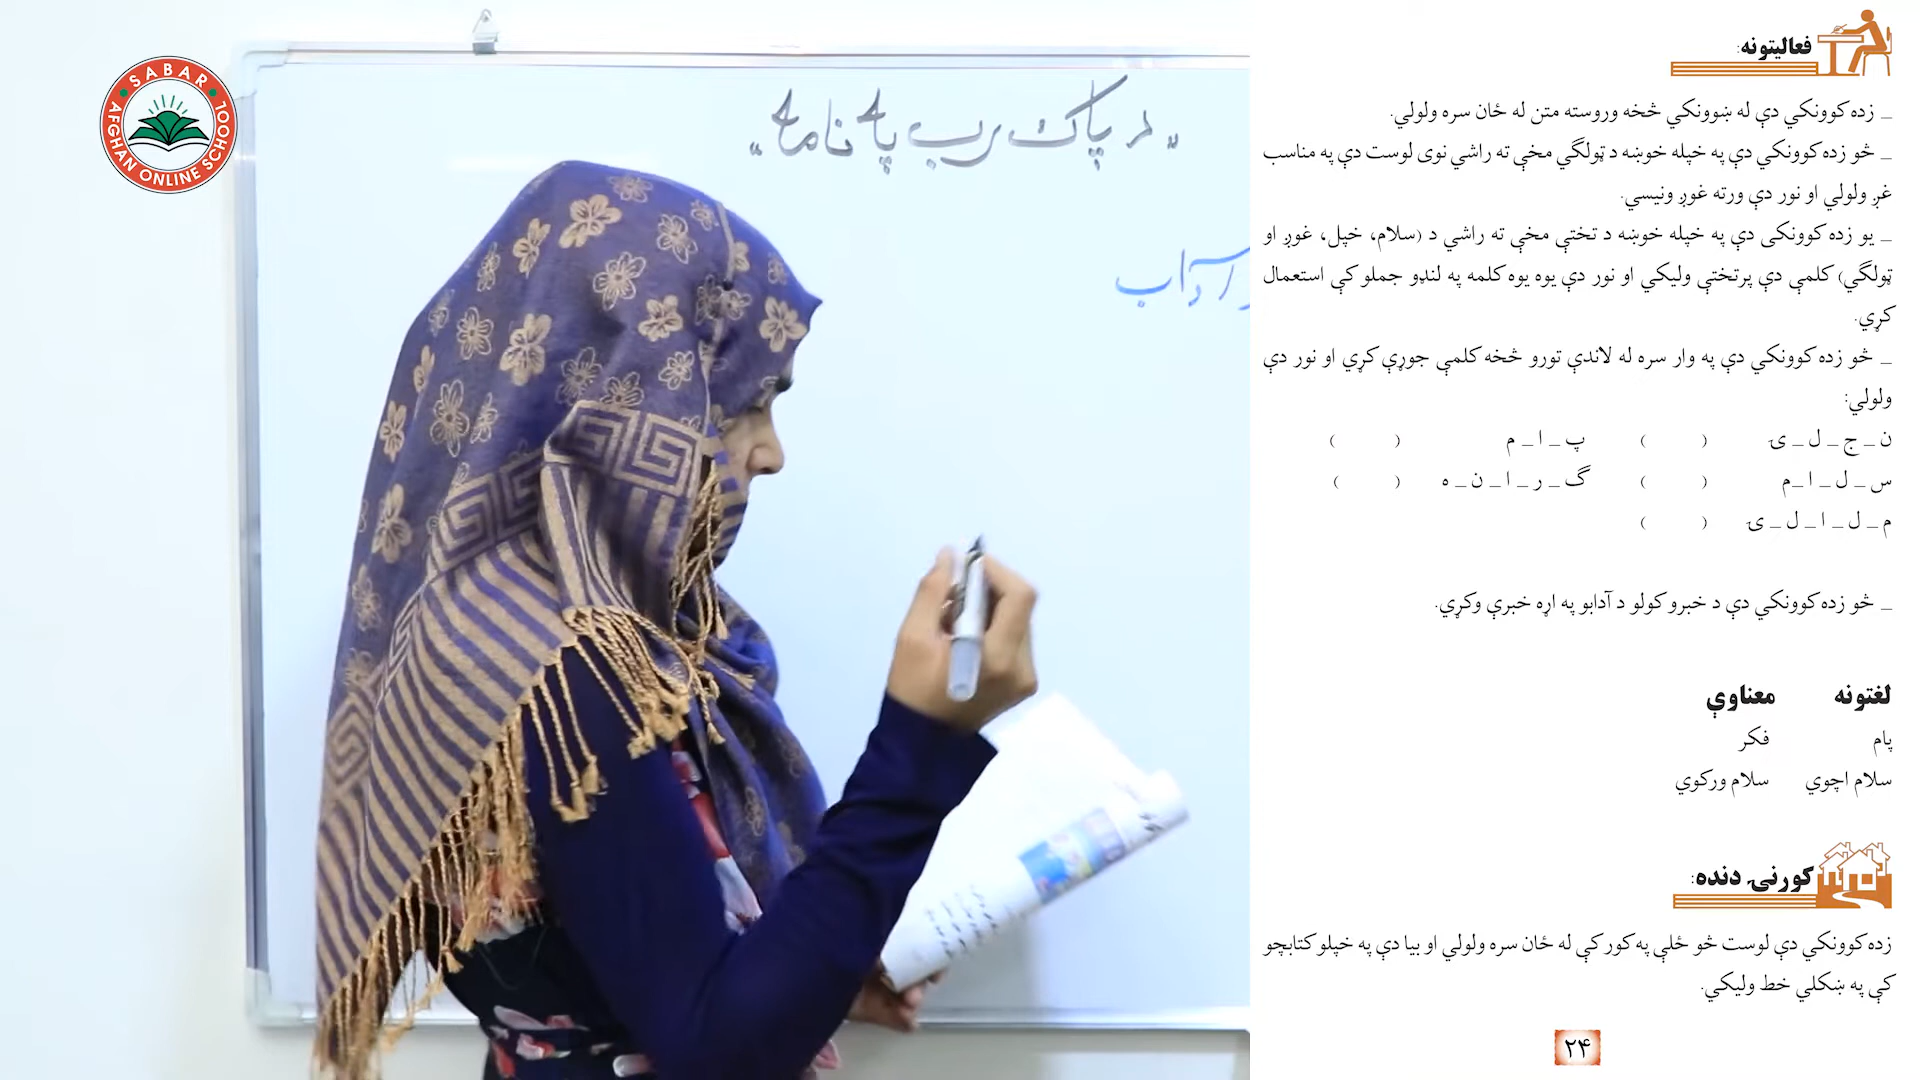 SABAR
AFGHAN ONLINE SCHOOL
"د پاک رب په نامه"
آداب
فعالیتونه:
_ زده کوونکي دې له ښوونکي څخه وروسته متن له ځان سره ولولي.
_ څو زده کوونکي دې په خپله خوښه د ټولګي مخې ته راشي نوی لوست دې په مناسب
غږ ولولي او نور دې ورته غوږ ونیسي.
_ یو زده کوونکی دې په خپله خوښه د تختې مخې ته راشي د (سلام، خپل، غوږ او
ټولګي) کلمې دې پرتختې ولیکي او نور دې یوه یوه کلمه په لنډو جملو کې استعمال
کړي.
_ څو زده کوونکي دې په وار سره له لاندې تورو څخه کلمې جوړې کړي او نور دې
ولولي:
ن _ ج _ ل _ ۍ ( ) پ _ ا _ م ( )
س _ ل _ ا _ م ( ) ګ _ ر _ ا _ ن _ ه ( )
م _ ل _ ا _ ل _ ۍ ( )
_ څو زده کوونکي دې د خبرو کولو د آدابو په اړه خبرې وکړي.
لغتونه معناوې
پام فکر
سلام اچوي سلام ورکوي
کورنۍ دنده:
زده کوونکي دې لوست څو ځلې په کور کې له ځان سره ولولي او بیا دې په خپلو کتابچو
کې په ښکلي خط ولیکي.
۲۴